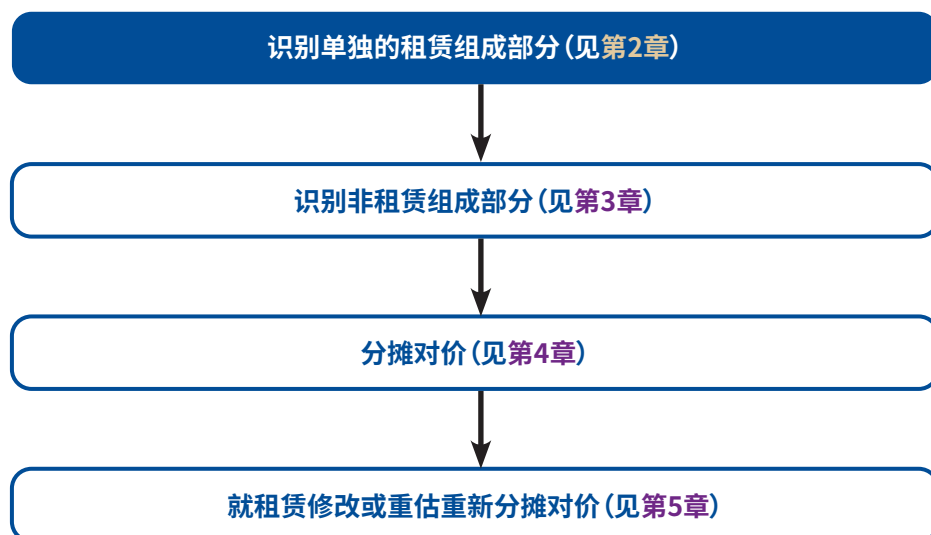 识别单独的租赁组成部分（见第2章）
识别非租赁组成部分（见第3章）
分摊对价（见第4章）
就租赁修改或重估重新分摊对价（见第5章）